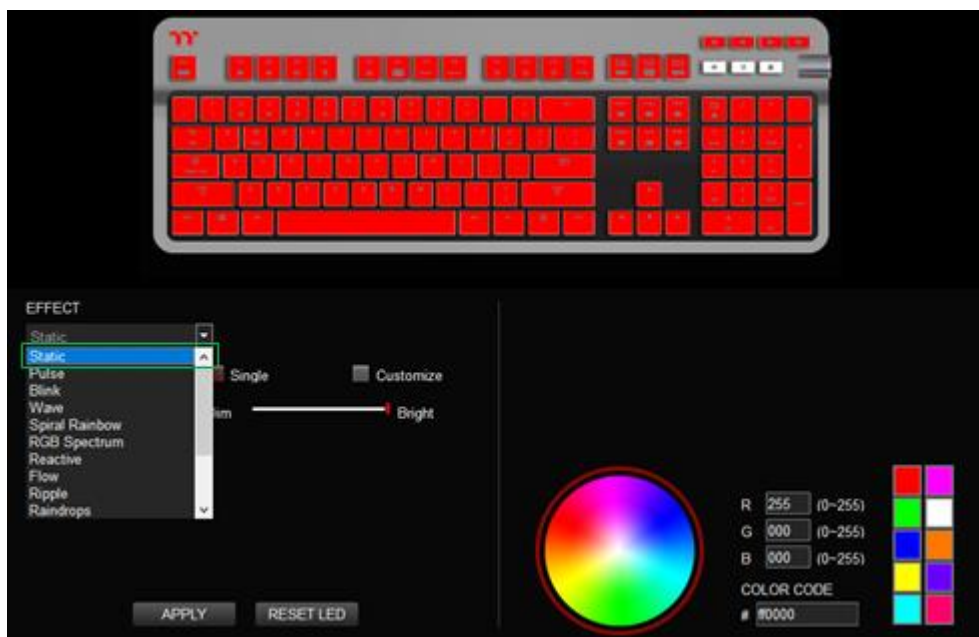 EFFECT
Static
Static
Pulse
Blink
Wave
Spiral Rainbow
RGB Spectrum
Reactive
Flow
Ripple
Raindrops
Single
Customize
Bright
R 255 (0~255)
G 000 (0~255)
B 000 (0~255)
COLOR CODE
# ff0000
APPLY
RESET LED